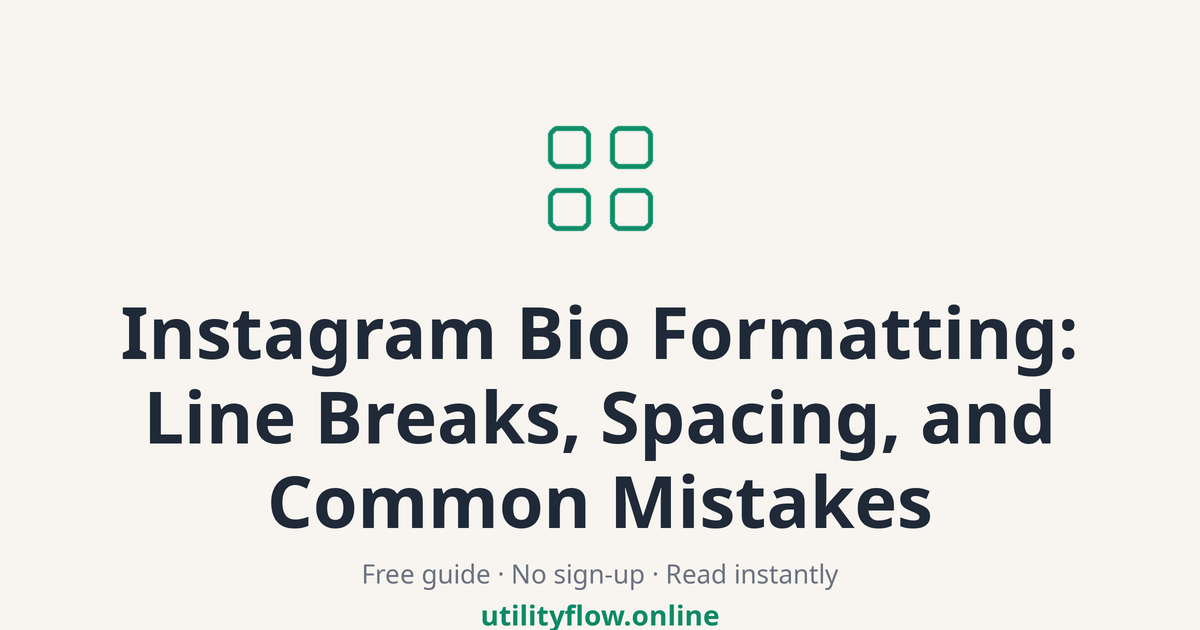 Instagram Bio Formatting:
Line Breaks, Spacing, and
Common Mistakes
Free guide · No sign-up · Read instantly
utilityflow.online